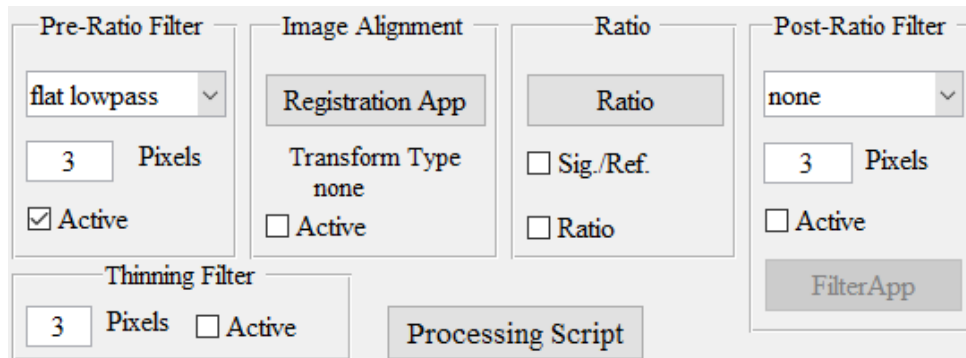 Pre-Ratio Filter
flat lowpass
3 Pixels
Active
Image Alignment
Registration App
Transform Type
none
Active
Ratio
Ratio
Sig./Ref.
Ratio
Post-Ratio Filter
none
3 Pixels
Active
FilterApp
Thinning Filter
3 Pixels Active
Processing Script